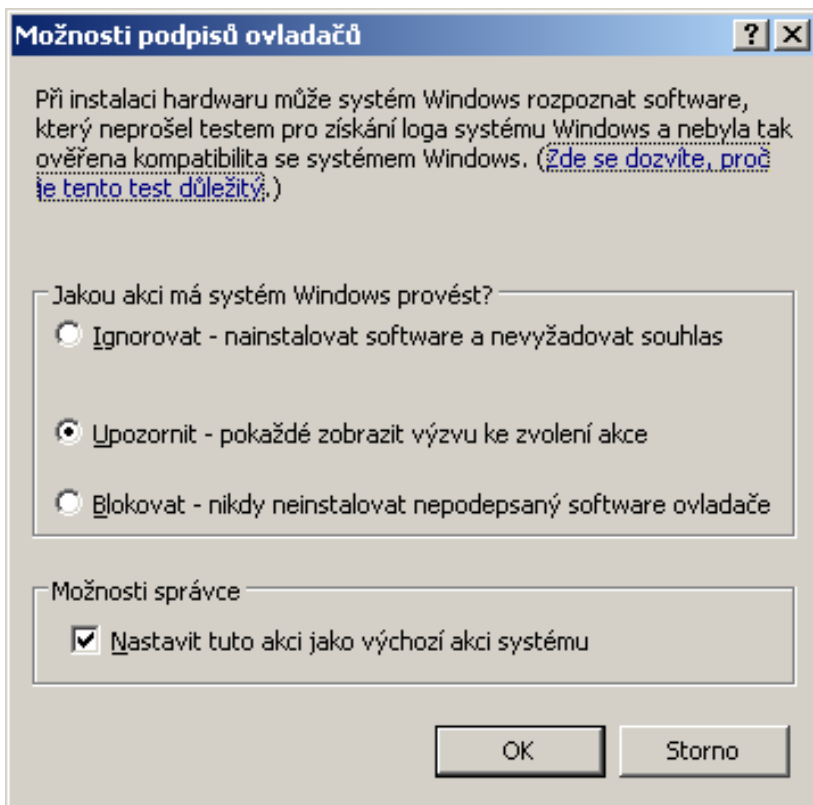 Možnosti podpisů ovladačů
Při instalaci hardwaru může systém Windows rozpoznat software,
který neprošel testem pro získání loga systému Windows a nebyla tak
ověřena kompatibilita se systémem Windows. (Zde se dozvíte, proč
je tento test důležitý.)
Jakou akci má systém Windows provést?
Ignorovat - nainstalovat software a nevyžadovat souhlas
Upozornit - pokaždé zobrazit výzvu ke zvolení akce
Blokovat - nikdy neinstalovat nepodepsaný software ovladače
Možnosti správce
Nastavit tuto akci jako výchozí akci systému
OK
Storno